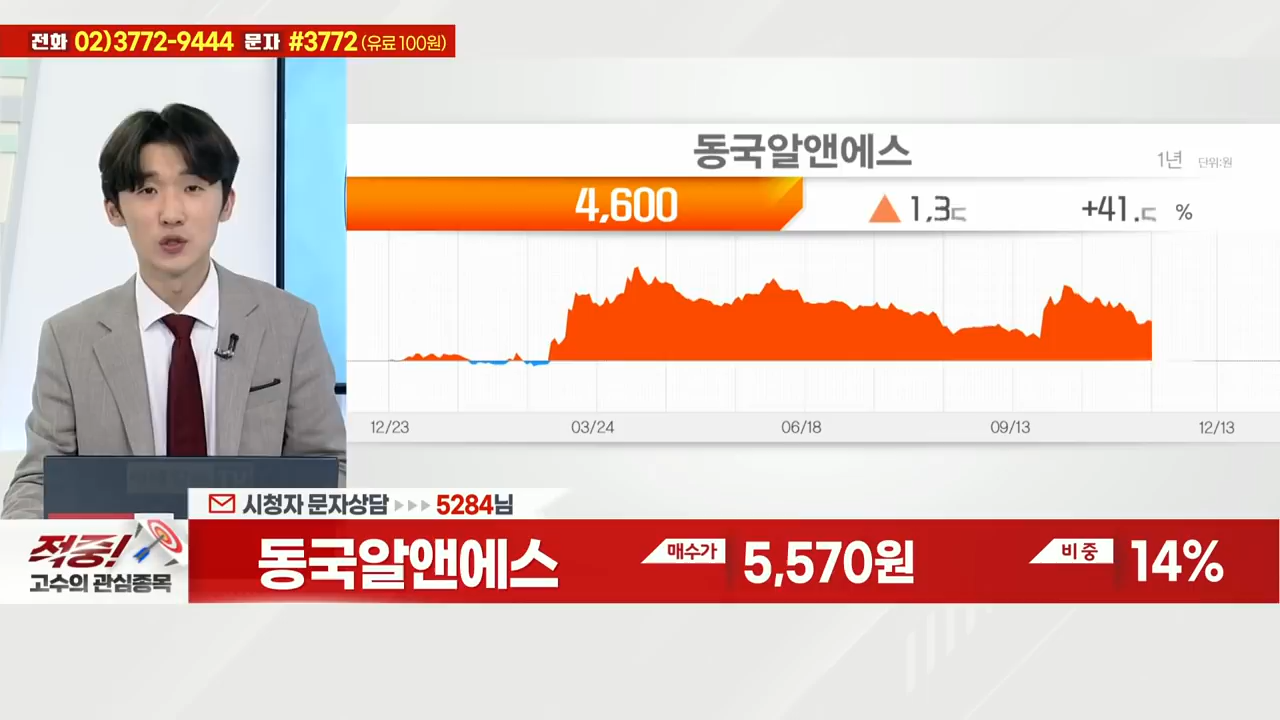 전화 02)3772-9444 문자 #3772 (유료 100원)
동국알앤에스
1년 단위:원
4,600 ▲ %
12/23 03/24 06/18 09/13 12/13
시청자 문자상담 ▶▶▶ 5284님
적중!
고수의 관심종목
동국알앤에스 매수가 5,570원 비중 14%